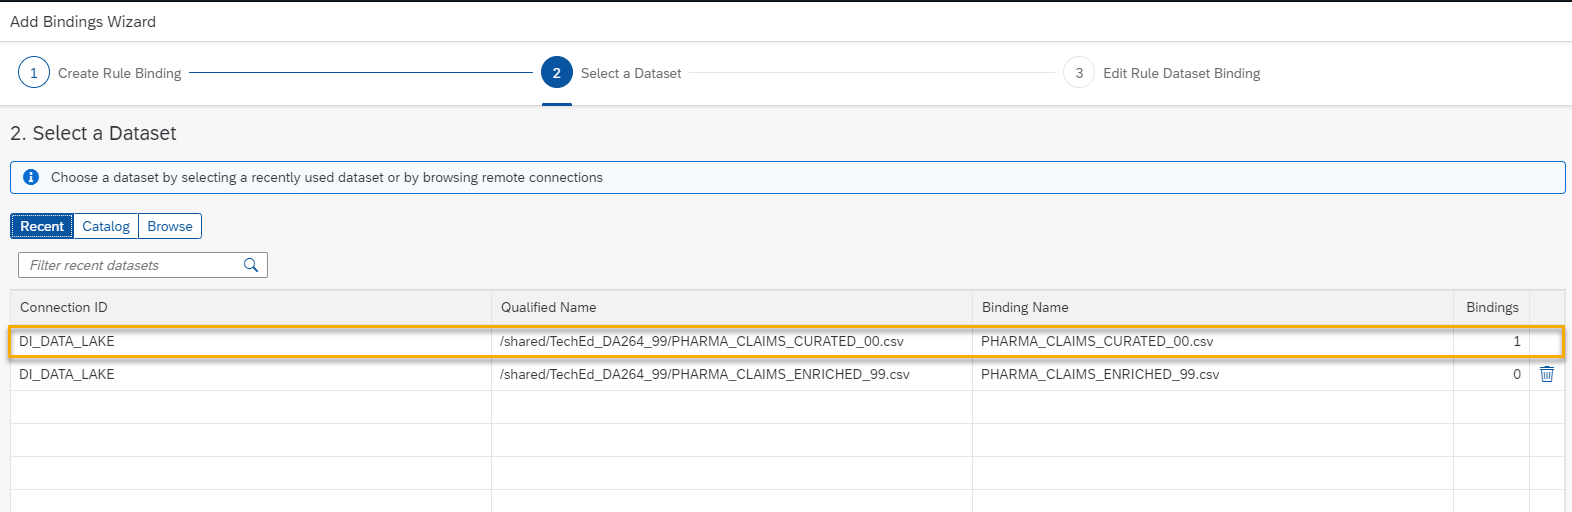 Add Bindings Wizard
1 Create Rule Binding 2 Select a Dataset 3 Edit Rule Dataset Binding
2. Select a Dataset
Choose a dataset by selecting a recently used dataset or by browsing remote connections
Recent Catalog Browse
Filter recent datasets
Connection ID Qualified Name Binding Name Bindings
DI_DATA_LAKE /shared/TechEd_DA264_99/PHARMA_CLAIMS_CURATED_00.csv PHARMA_CLAIMS_CURATED_00.csv 1
DI_DATA_LAKE /shared/TechEd_DA264_99/PHARMA_CLAIMS_ENRICHED_99.csv PHARMA_CLAIMS_ENRICHED_99.csv 0